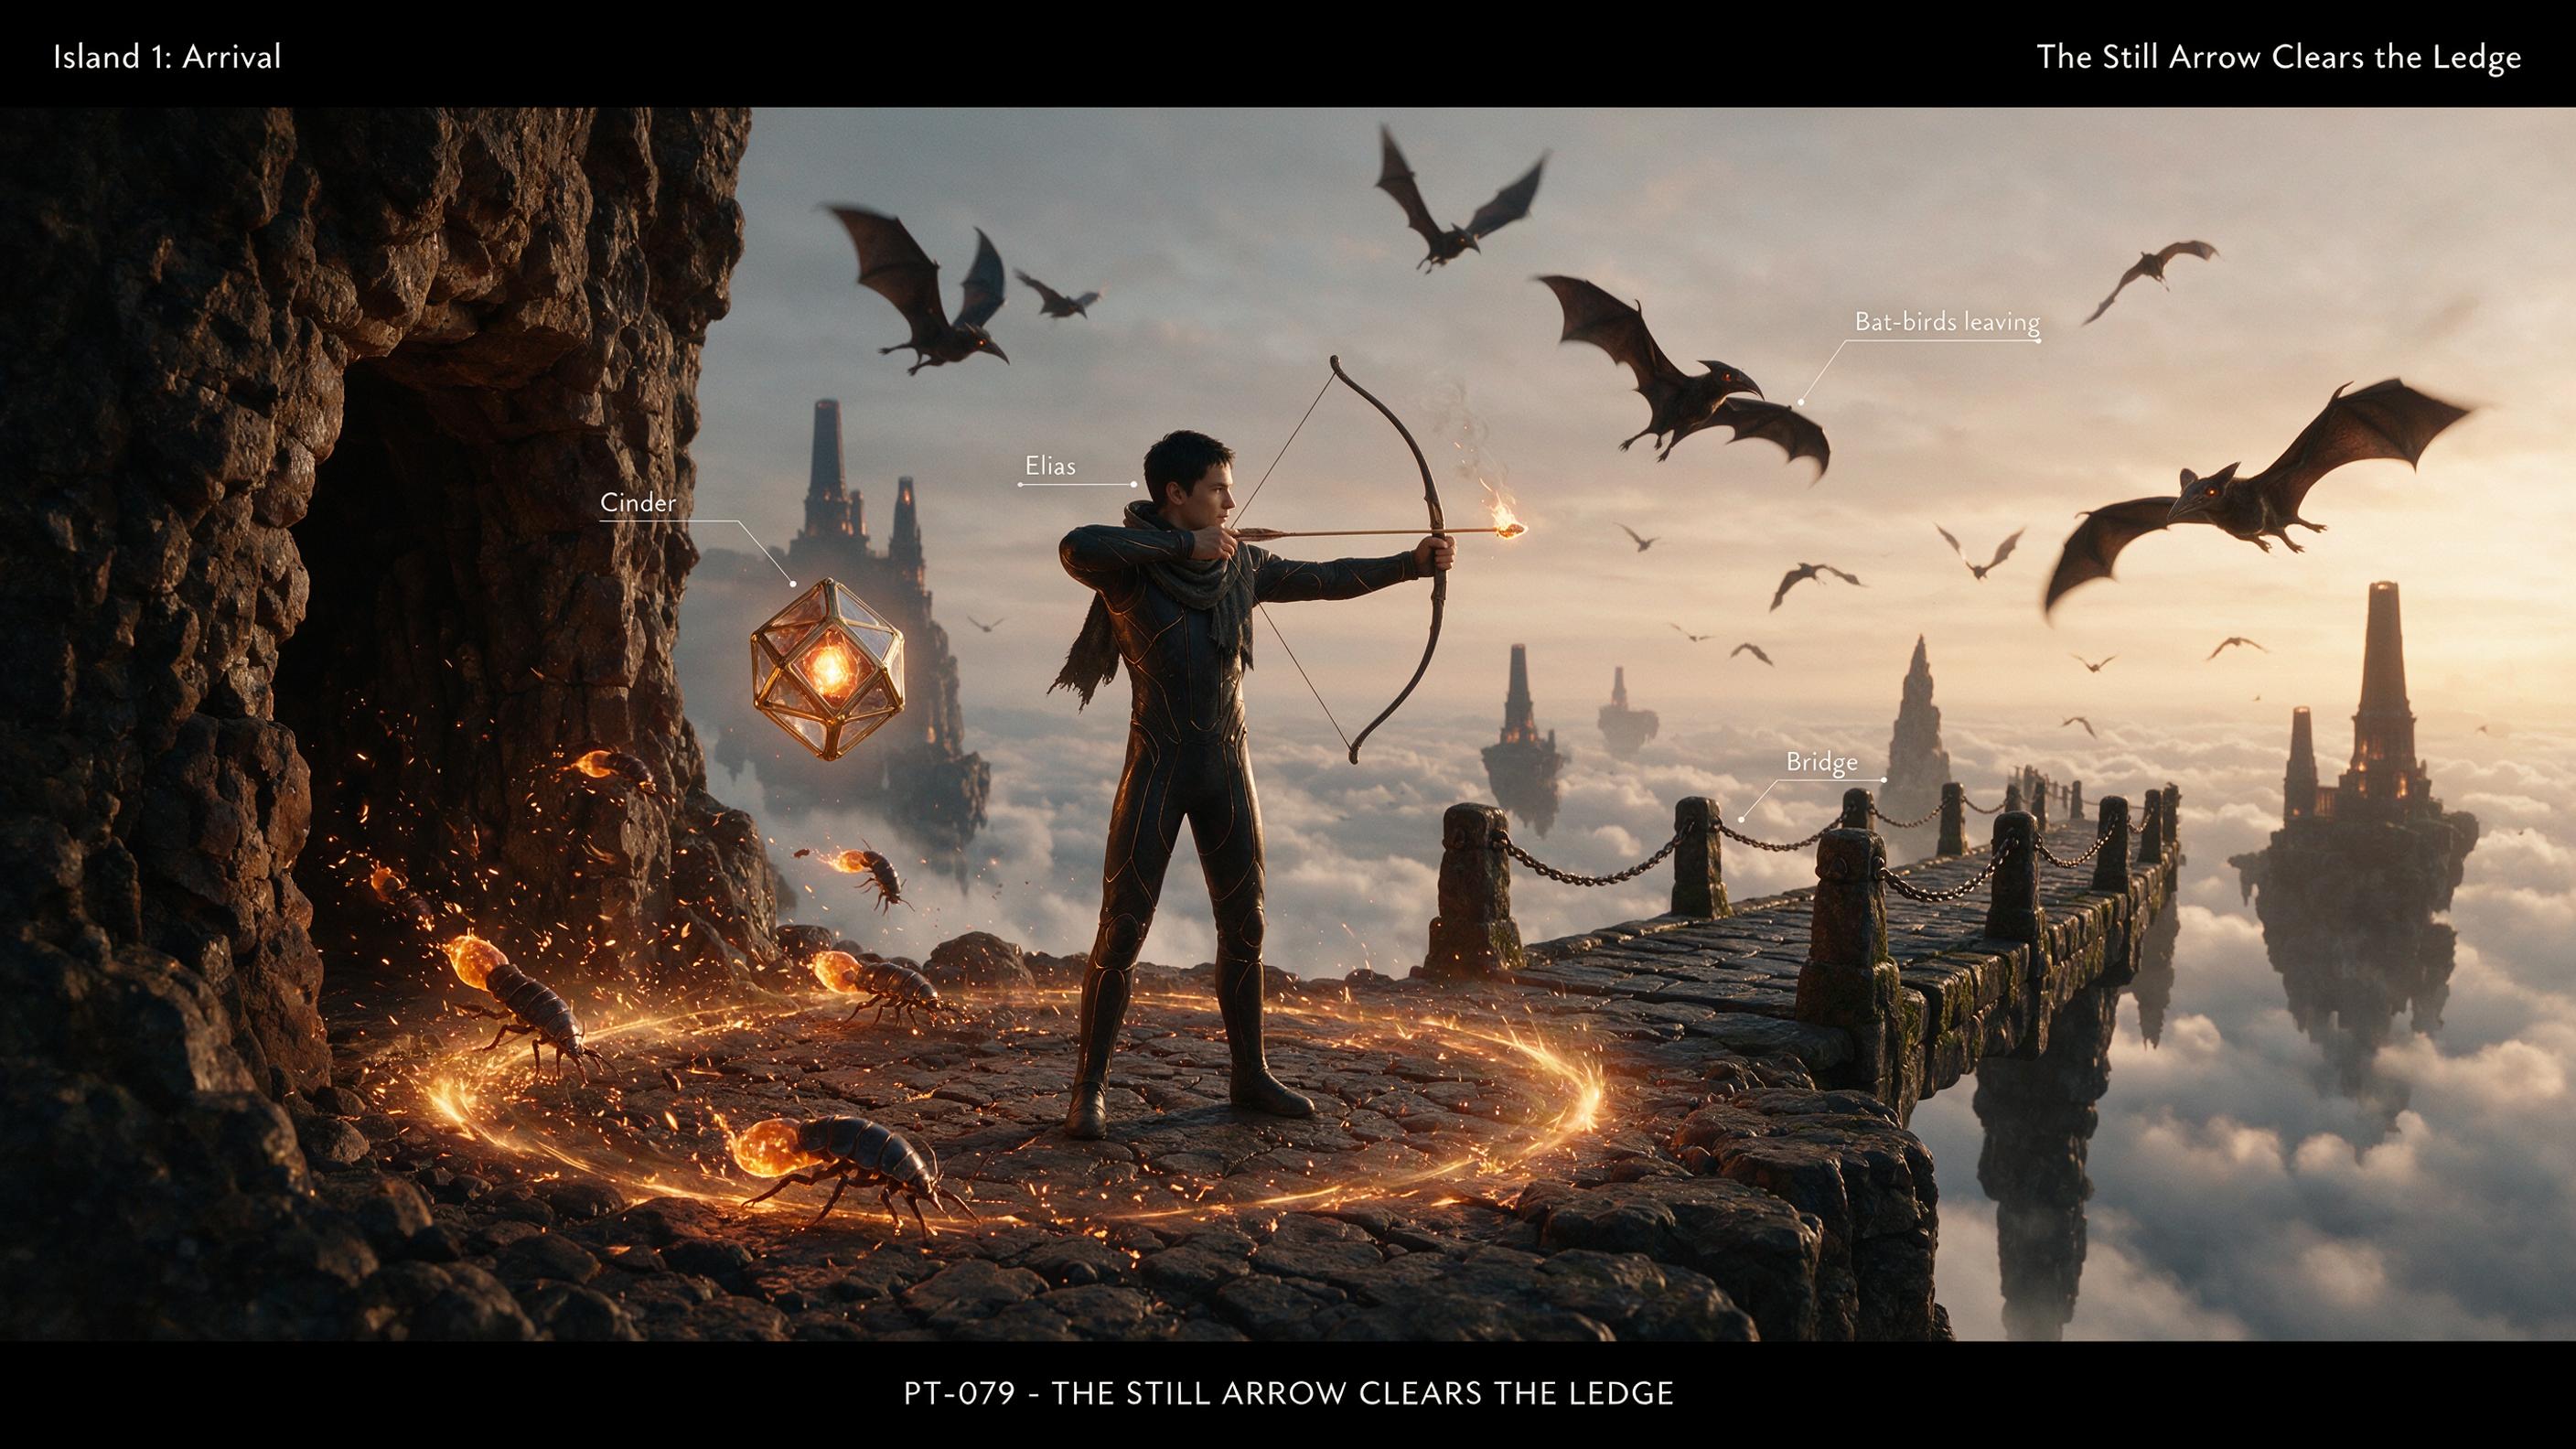 Island 1: Arrival
The Still Arrow Clears the Ledge
Bat-birds leaving
Elias
Cinder
Bridge
PT-079 - THE STILL ARROW CLEARS THE LEDGE